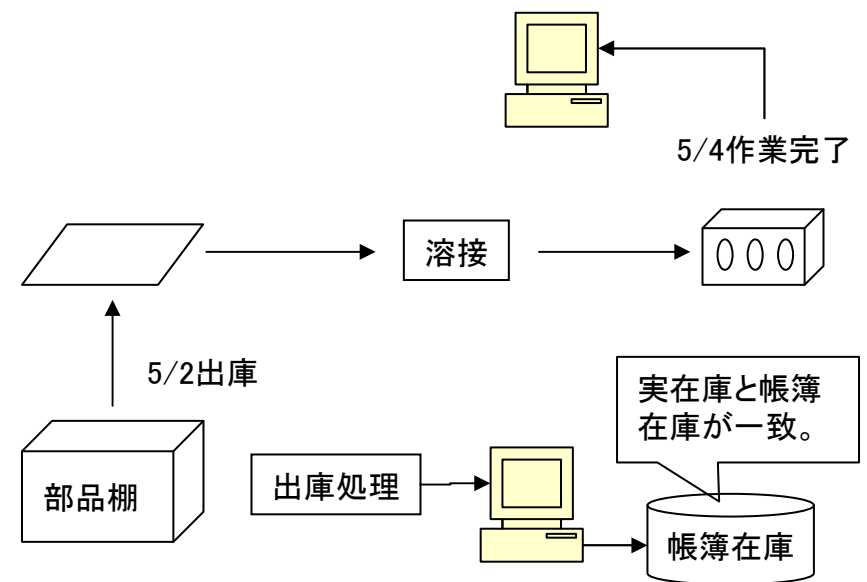 5/4作業完了
溶接
5/2出庫
実在庫と帳簿
在庫が一致。
部品棚
出庫処理
帳簿在庫